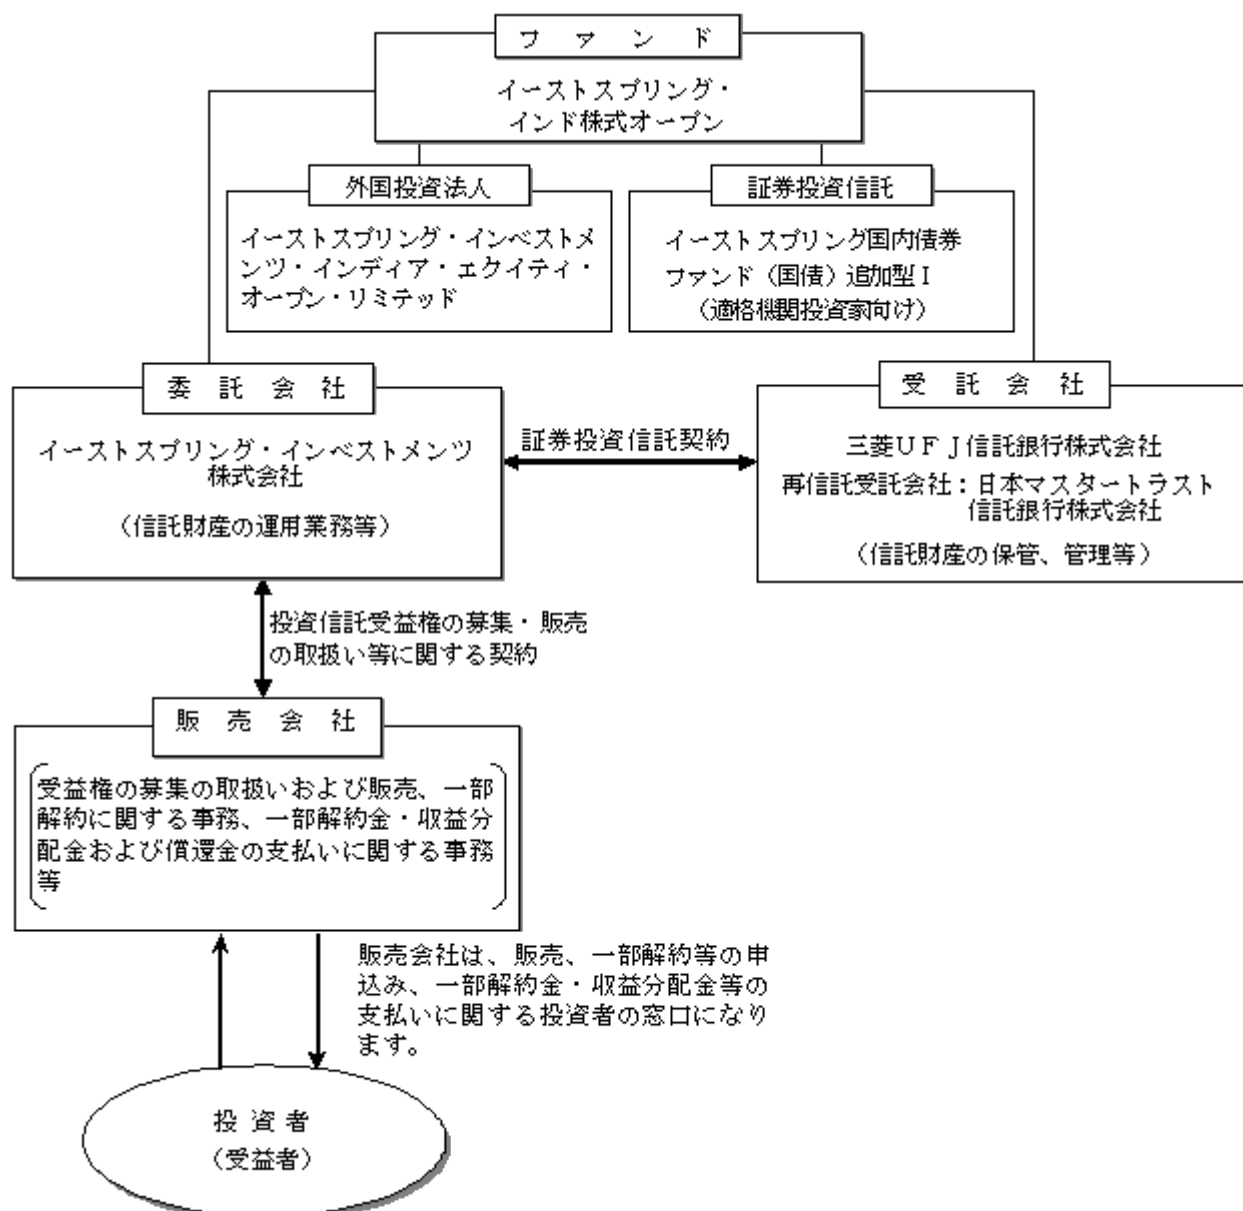 ファンド
イーストスプリング・
インド株式オープン
外国投資法人
イーストスプリング・インベストメ
ンツ・インディア・エクイティ・
オープン・リミテッド
証券投資信託
イーストスプリング国内債券
ファンド（国債）追加型Ⅰ
（適格機関投資家向け）
委託会社
イーストスプリング・インベストメンツ
株式会社
（信託財産の運用業務等）
証券投資信託契約
受託会社
三菱ＵＦＪ信託銀行株式会社
再信託受託会社：日本マスタートラスト
信託銀行株式会社
（信託財産の保管、管理等）
投資信託受益権の募集・販売
の取扱い等に関する契約
販売会社
受益権の募集の取扱いおよび販売、一部
解約に関する事務、一部解約金・収益分
配金および償還金の支払いに関する事務
等
販売会社は、販売、一部解約等の申
込み、一部解約金・収益分配金等の
支払いに関する投資者の窓口になり
ます。
投資者
（受益者）